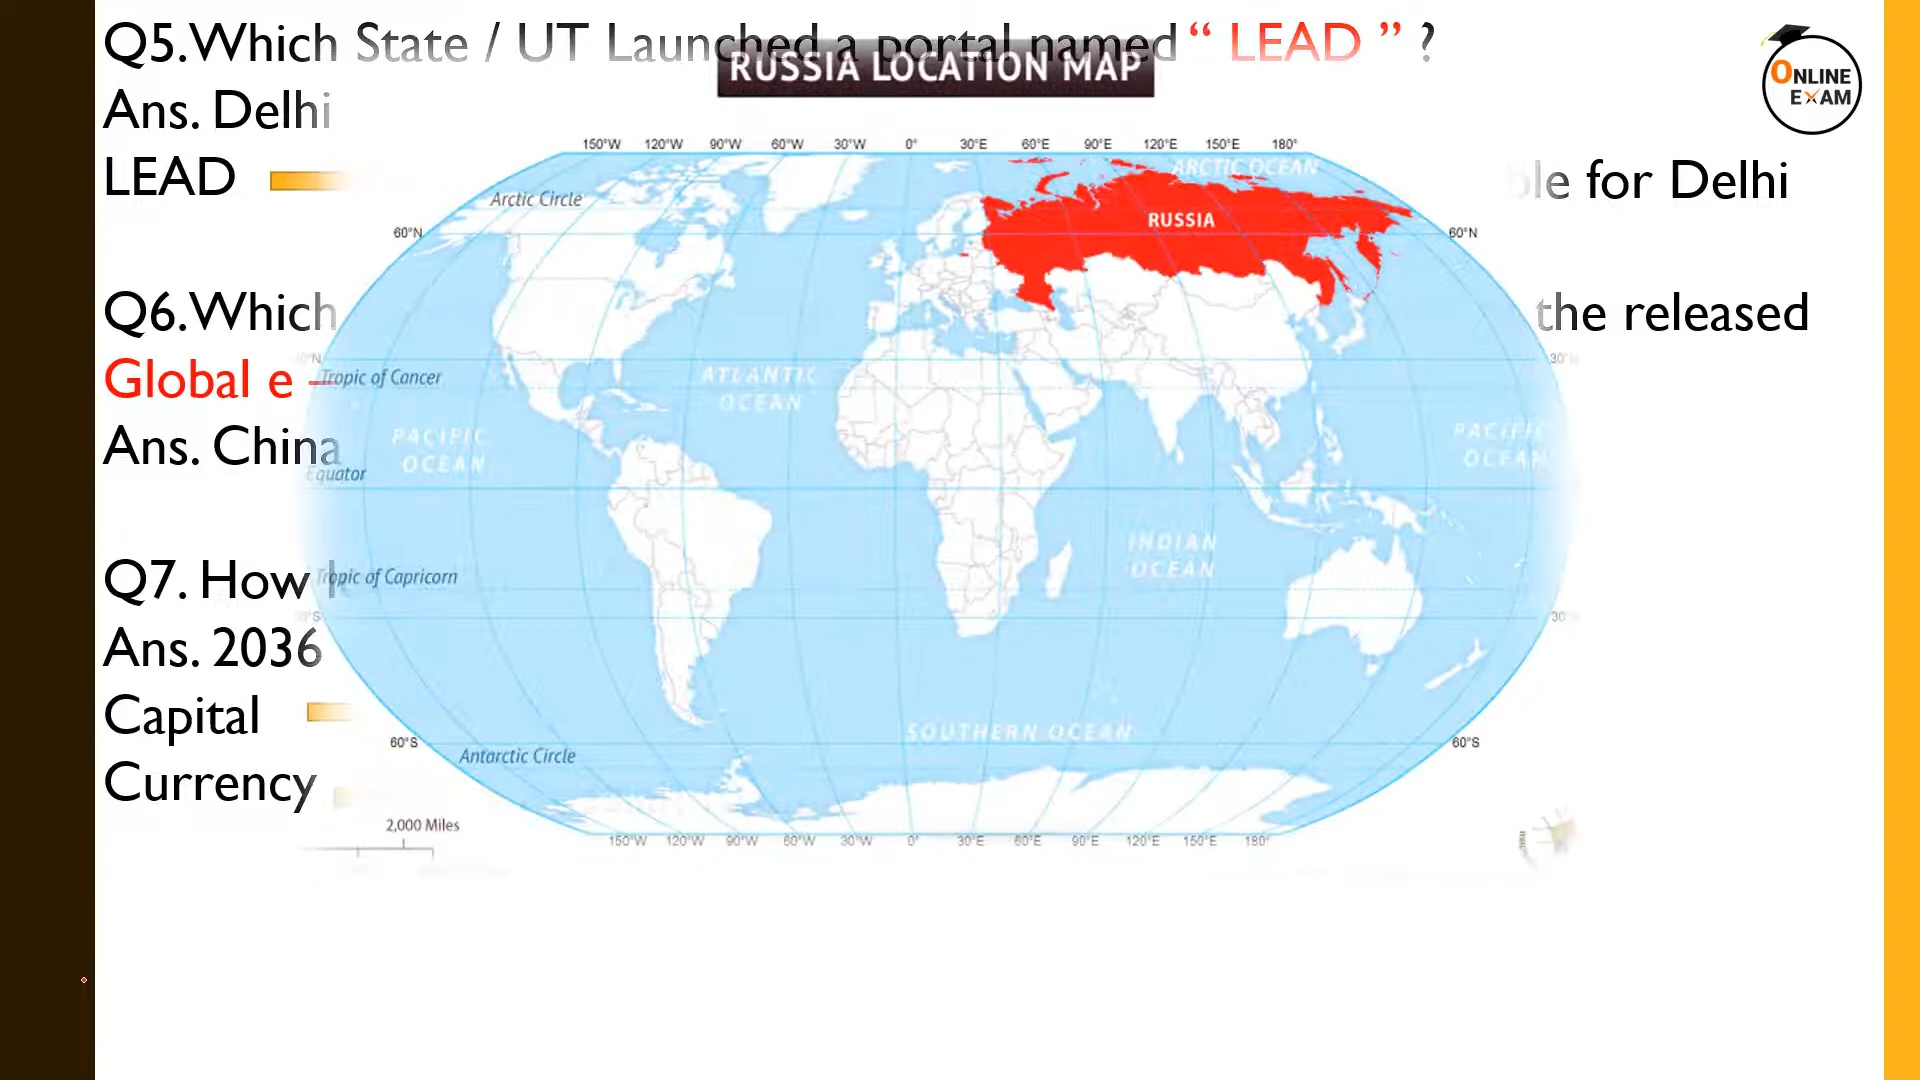 Q5.Which State / UT Launched a portal named “ LEAD ” ?
RUSSIA LOCATION MAP
ONLINE
EXAM
Ans. Delhi
150°W 120°W 90°W 60°W 30°W 0° 30°E 60°E 90°E 120°E 150°E 180°
ARCTIC OCEAN
LEAD
for Delhi
Arctic Circle
RUSSIA
60°N
60°N
Q6.Which
the released
30°
Global e –
Tropic of Cancer
ATLANTIC
OCEAN
PACIFIC
OCEAN
PACIFIC
OCEAN
Ans. China
Equator
INDIAN
OCEAN
Q7. How
Tropic of Capricorn
30°
Ans. 2036
Capital
SOUTHERN OCEAN
60°S
60°S
Antarctic Circle
Currency
2,000 Miles
150°W 120°W 90°W 60°W 30°W 0° 30°E 60°E 90°E 120°E 150°E 180°